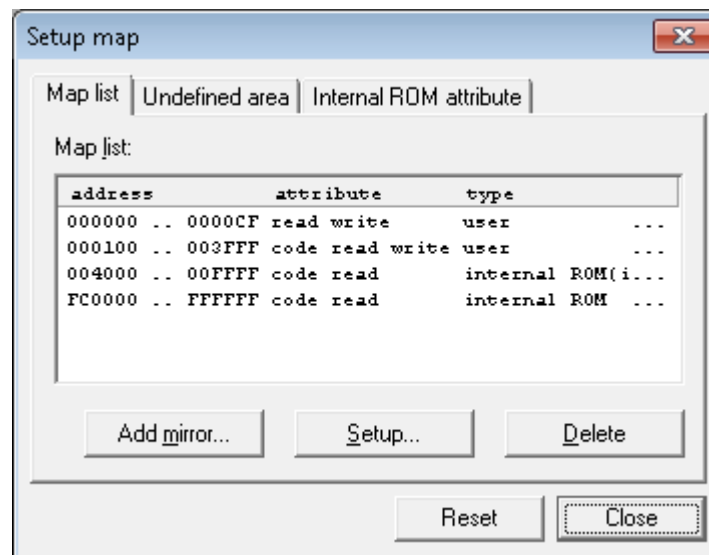 Setup map
Map list Undefined area Internal ROM attribute
Map list:
address attribute type
000000 .. 0000CF read write user ...
000100 .. 003FFF code read write user ...
004000 .. 00FFFF code read internal ROM(i...
FC0000 .. FFFFFF code read internal ROM ...
Add mirror... Setup... Delete
Reset Close